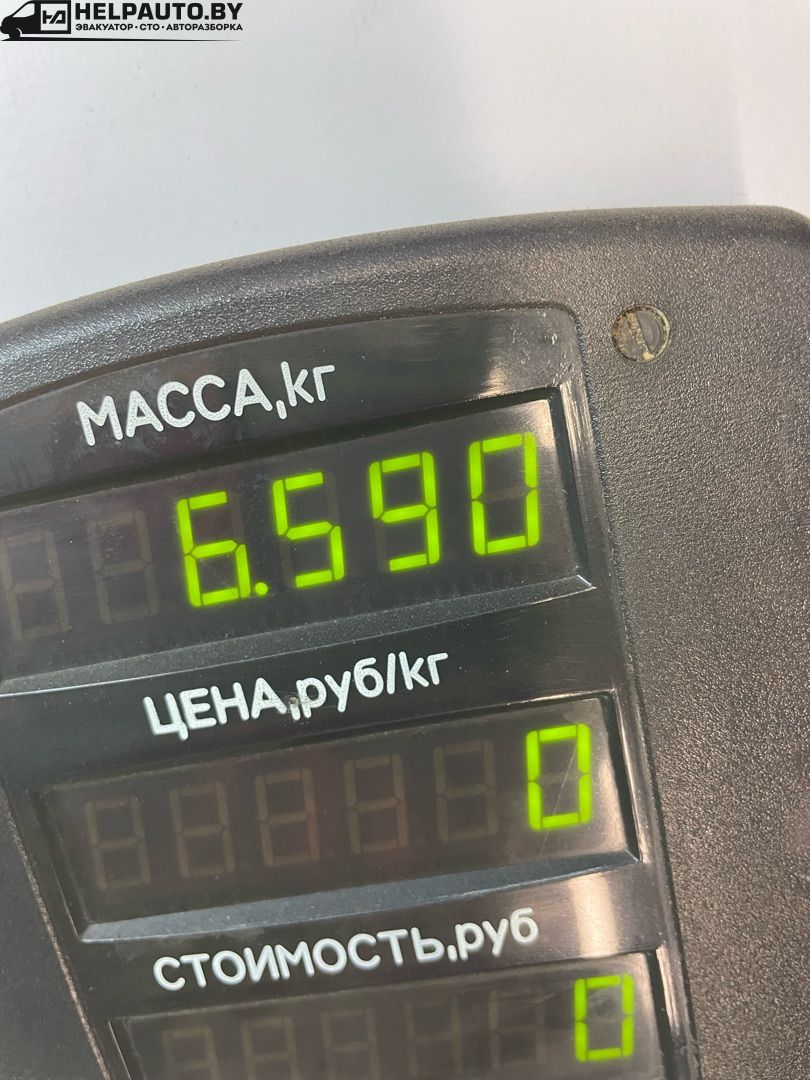 HELPAUTO.BY
ЭВАКУАТОР • СТО • АВТОРАЗБОРКА
МАССА,кг
6.590
ЦЕНА,руб/кг
0
СТОИМОСТЬ,руб
0